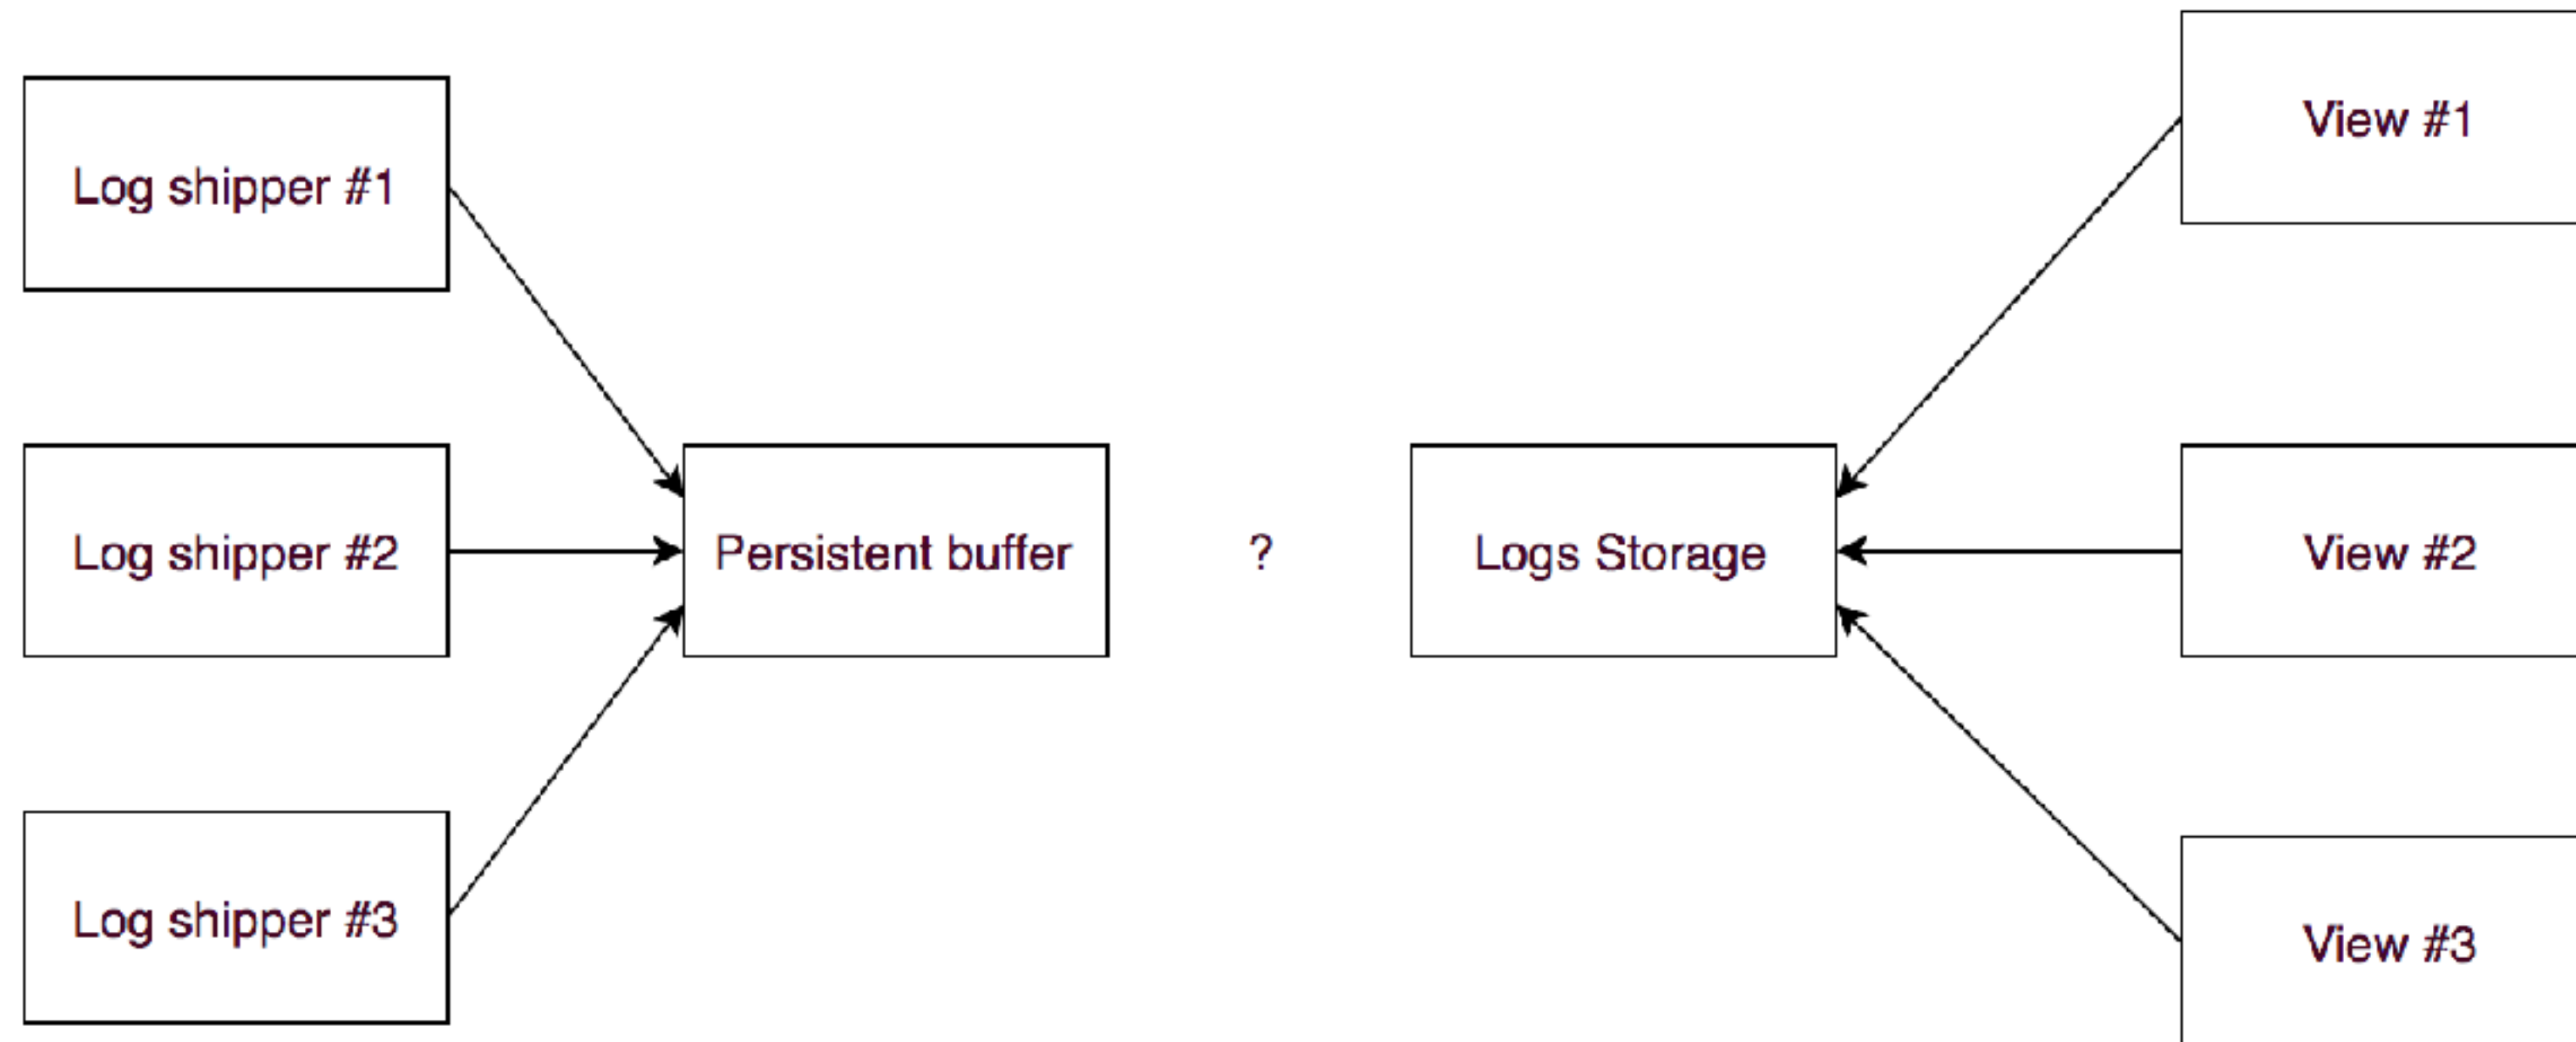 Log shipper #1
Log shipper #2
Log shipper #3
Persistent buffer
?
Logs Storage
View #1
View #2
View #3